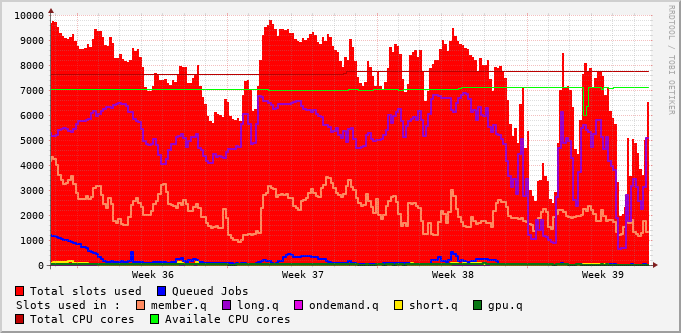 10000
9000
8000
7000
6000
5000
4000
3000
2000
1000
0
Week 36 Week 37 Week 38 Week 39
RRDTOOL / TOBI OETIKER
Total slots used Queued Jobs
Slots used in : member.q long.q ondemand.q short.q gpu.q
Total CPU cores Availale CPU cores